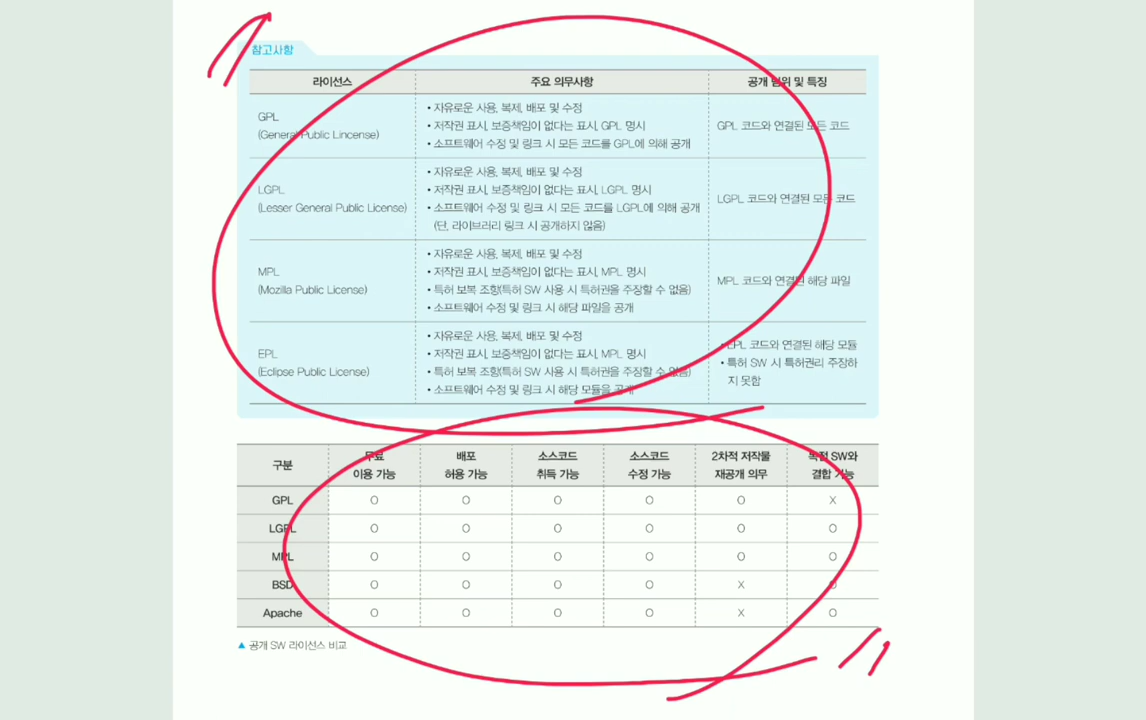 참고사항
라이선스 주요 의무사항 공개 범위 및 특징
GPL
(General Public Lincense)
• 자유로운 사용, 복제, 배포 및 수정
• 저작권 표시, 보증책임이 없다는 표시, GPL 명시
• 소프트웨어 수정 및 링크 시 모든 코드를 GPL에 의해 공개
GPL 코드와 연결된 모든 코드
LGPL
(Lesser General Public License)
• 자유로운 사용, 복제, 배포 및 수정
• 저작권 표시, 보증책임이 없다는 표시, LGPL 명시
• 소프트웨어 수정 및 링크 시 모든 코드를 LGPL에 의해 공개
(단, 라이브러리 링크 시 공개하지 않음)
LGPL 코드와 연결된 모든 코드
MPL
(Mozilla Public License)
• 자유로운 사용, 복제, 배포 및 수정
• 저작권 표시, 보증책임이 없다는 표시, MPL 명시
• 특허 보복 조항(특허 SW 사용 시 특허권을 주장할 수 없음)
• 소프트웨어 수정 및 링크 시 해당 파일을 공개
MPL 코드와 연결된 해당 파일
EPL
(Eclipse Public License)
• 자유로운 사용, 복제, 배포 및 수정
• 저작권 표시, 보증책임이 없다는 표시, MPL 명시
• 특허 보복 조항(특허 SW 사용 시 특허권을 주장할 수 없음)
• 소프트웨어 수정 및 링크 시 해당 모듈을 공개
• EPL 코드와 연결된 해당 모듈
• 특허 SW 시 특허권리 주장하
지 못함
구분 무료 이용 가능 배포 허용 가능 소스코드 취득 가능 소스코드 수정 가능 2차적 저작물 재공개 의무 독점 SW와 결합 가능
GPL O O O O O X
LGPL O O O O O O
MPL O O O O O O
BSD O O O O X O
Apache O O O O X O
▲ 공개 SW 라이선스 비교